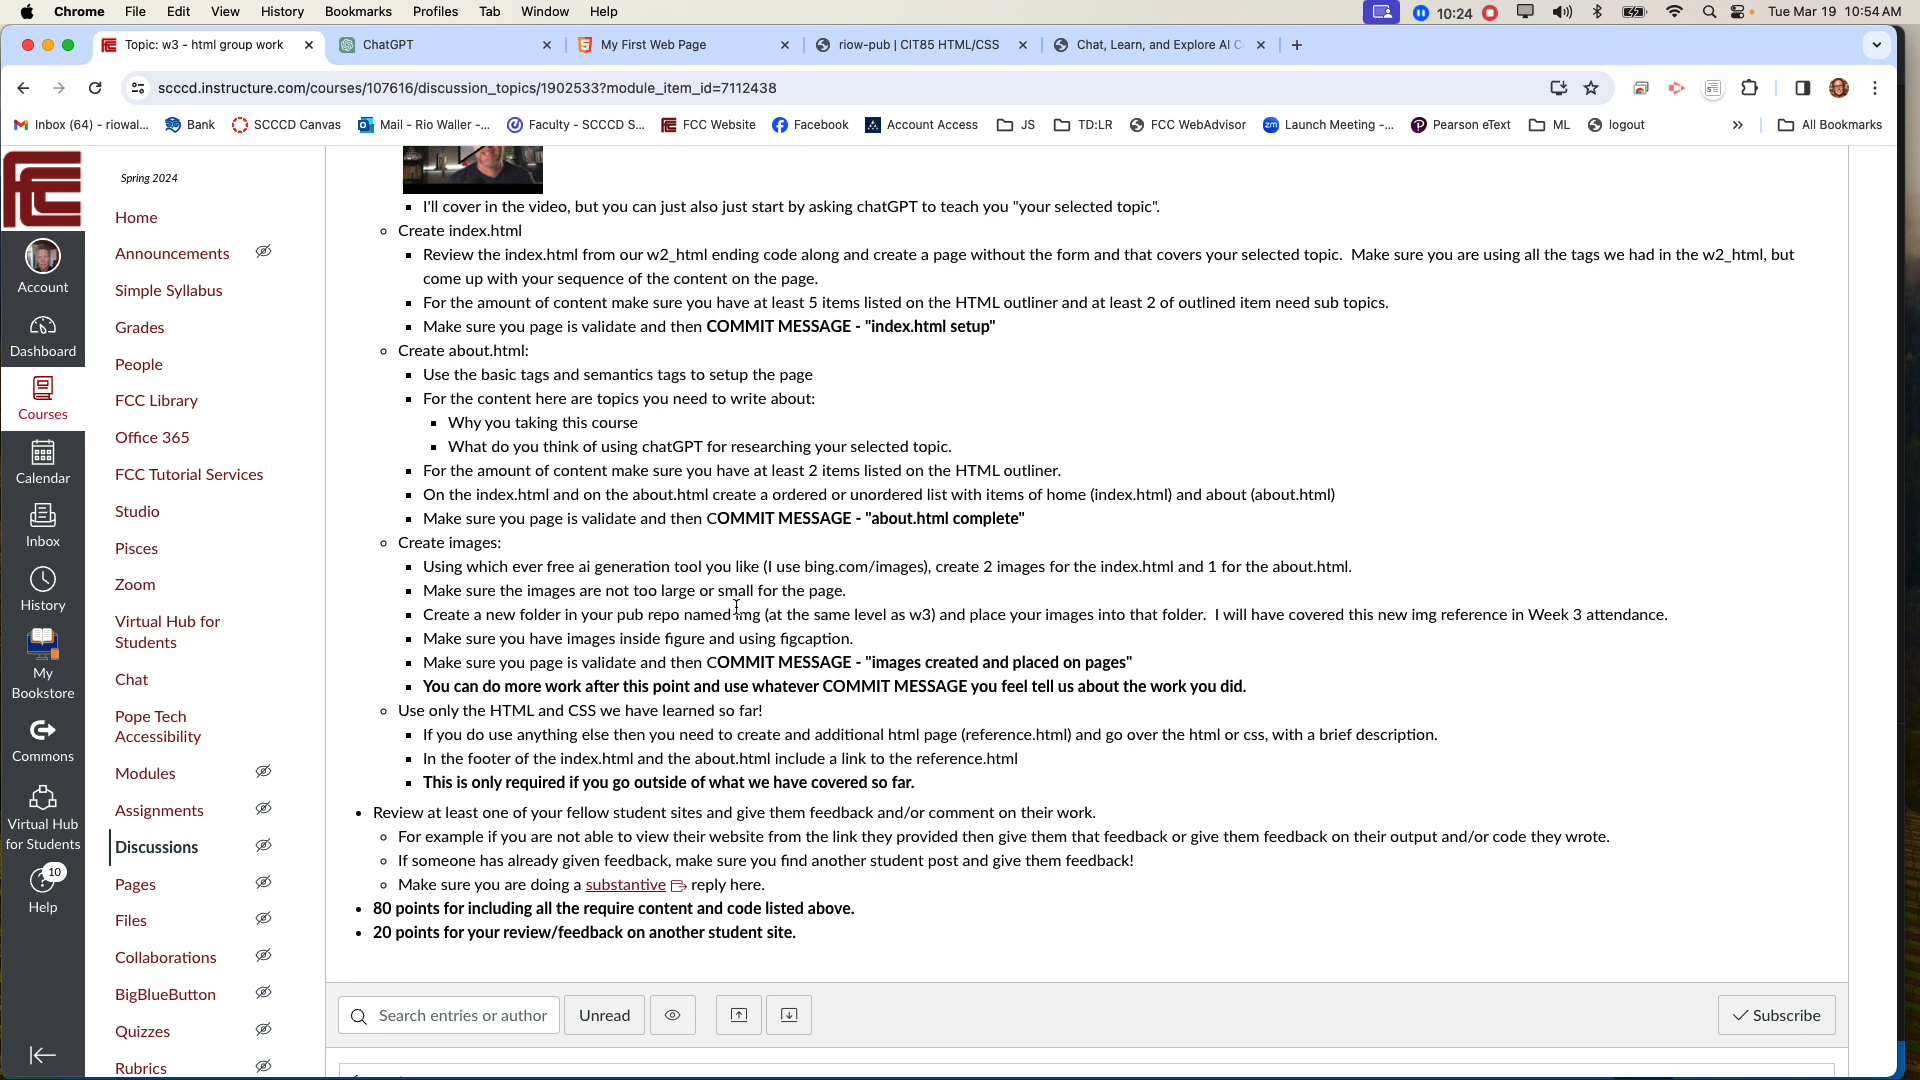 Chrome File Edit View History Bookmarks Profiles Tab Window Help 10:24 Tue Mar 19 10:54 AM
Topic: w3 - html group work ChatGPT My First Web Page riow-pub | CIT85 HTML/CSS Chat, Learn, and Explore AI C
scccd.instructure.com/courses/107616/discussion_topics/1902533?module_item_id=7112438
Inbox (64) - riowal... Bank SCCCD Canvas Mail - Rio Waller -... Faculty - SCCCD S... FCC Website Facebook Account Access JS TD:LR FCC WebAdvisor Launch Meeting -... Pearson eText ML logout » All Bookmarks
Account
Dashboard
Courses
Calendar
Inbox
History
My
Bookstore
Commons
Virtual Hub
for Students
10
Help
Spring 2024
Home
Announcements
Simple Syllabus
Grades
People
FCC Library
Office 365
FCC Tutorial Services
Studio
Pisces
Zoom
Virtual Hub for
Students
Chat
Pope Tech
Accessibility
Modules
Assignments
Discussions
Pages
Files
Collaborations
BigBlueButton
Quizzes
Rubrics
I'll cover in the video, but you can just also just start by asking chatGPT to teach you "your selected topic".
Create index.html
Review the index.html from our w2_html ending code along and create a page without the form and that covers your selected topic. Make sure you are using all the tags we had in the w2_html, but
come up with your sequence of the content on the page.
For the amount of content make sure you have at least 5 items listed on the HTML outliner and at least 2 of outlined item need sub topics.
Make sure you page is validate and then COMMIT MESSAGE - "index.html setup"
Create about.html:
Use the basic tags and semantics tags to setup the page
For the content here are topics you need to write about:
Why you taking this course
What do you think of using chatGPT for researching your selected topic.
For the amount of content make sure you have at least 2 items listed on the HTML outliner.
On the index.html and on the about.html create a ordered or unordered list with items of home (index.html) and about (about.html)
Make sure you page is validate and then COMMIT MESSAGE - "about.html complete"
Create images:
Using which ever free ai generation tool you like (I use bing.com/images), create 2 images for the index.html and 1 for the about.html.
Make sure the images are not too large or small for the page.
Create a new folder in your pub repo named img (at the same level as w3) and place your images into that folder. I will have covered this new img reference in Week 3 attendance.
Make sure you have images inside figure and using figcaption.
Make sure you page is validate and then COMMIT MESSAGE - "images created and placed on pages"
You can do more work after this point and use whatever COMMIT MESSAGE you feel tell us about the work you did.
Use only the HTML and CSS we have learned so far!
If you do use anything else then you need to create and additional html page (reference.html) and go over the html or css, with a brief description.
In the footer of the index.html and the about.html include a link to the reference.html
This is only required if you go outside of what we have covered so far.
Review at least one of your fellow student sites and give them feedback and/or comment on their work.
For example if you are not able to view their website from the link they provided then give them that feedback or give them feedback on their output and/or code they wrote.
If someone has already given feedback, make sure you find another student post and give them feedback!
Make sure you are doing a substantive reply here.
80 points for including all the require content and code listed above.
20 points for your review/feedback on another student site.
Search entries or author Unread Subscribe